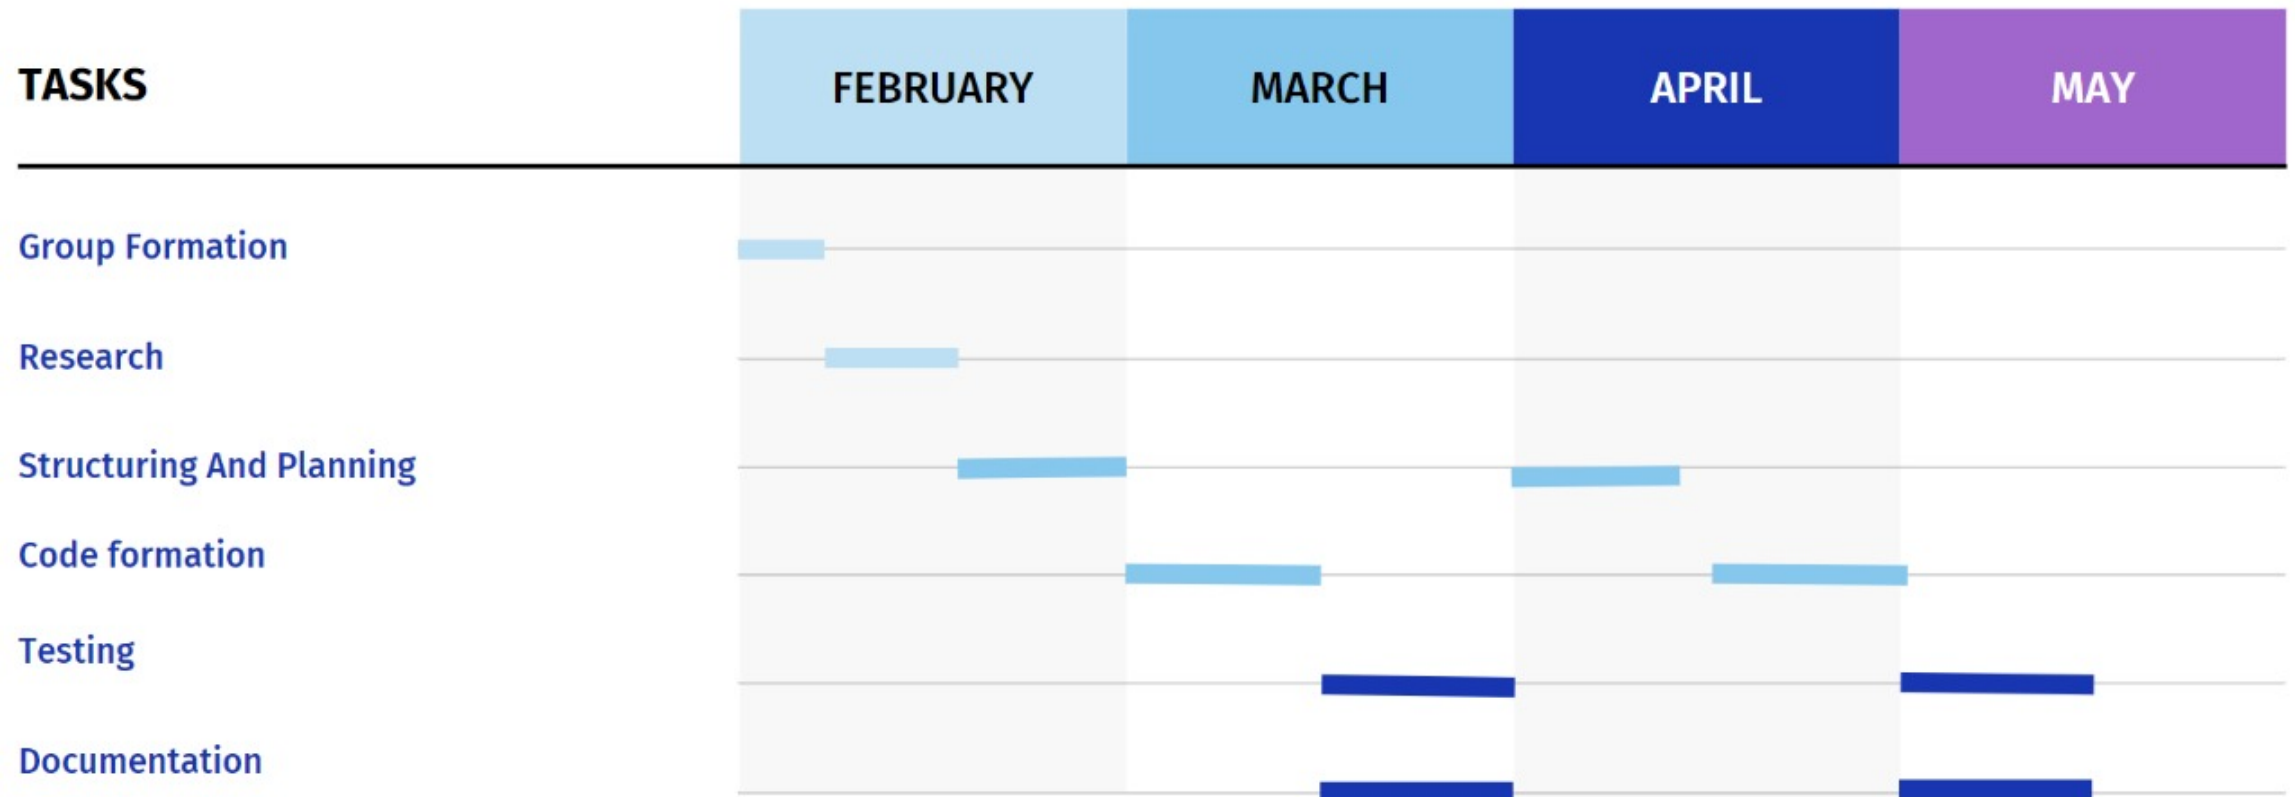 TASKS FEBRUARY MARCH APRIL MAY
Group Formation
Research
Structuring And Planning
Code formation
Testing
Documentation